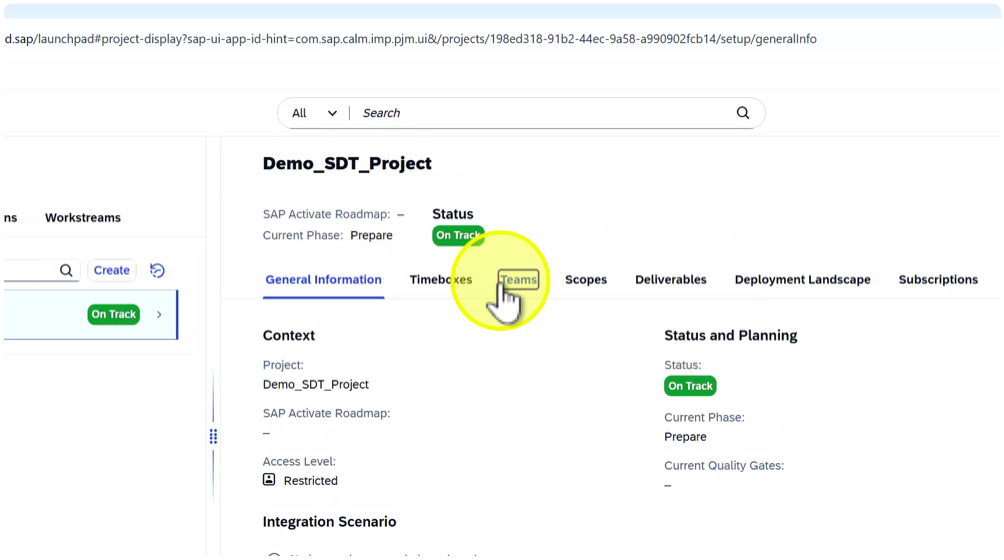 d.sap/launchpad#project-display?sap-ui-app-id-hint=com.sap.calm.imp.pjm.ui&/projects/198ed318-91b2-44ec-9a58-a990902fcb14/setup/generalInfo
All Search
Demo_SDT_Project
SAP Activate Roadmap: – Status
Current Phase: Prepare On Track
ns Workstreams
Create
On Track
General Information Timeboxes Teams Scopes Deliverables Deployment Landscape Subscriptions
Context Status and Planning
Project: Status:
Demo_SDT_Project On Track
SAP Activate Roadmap: Current Phase:
– Prepare
Access Level: Current Quality Gates:
Restricted –
Integration Scenario